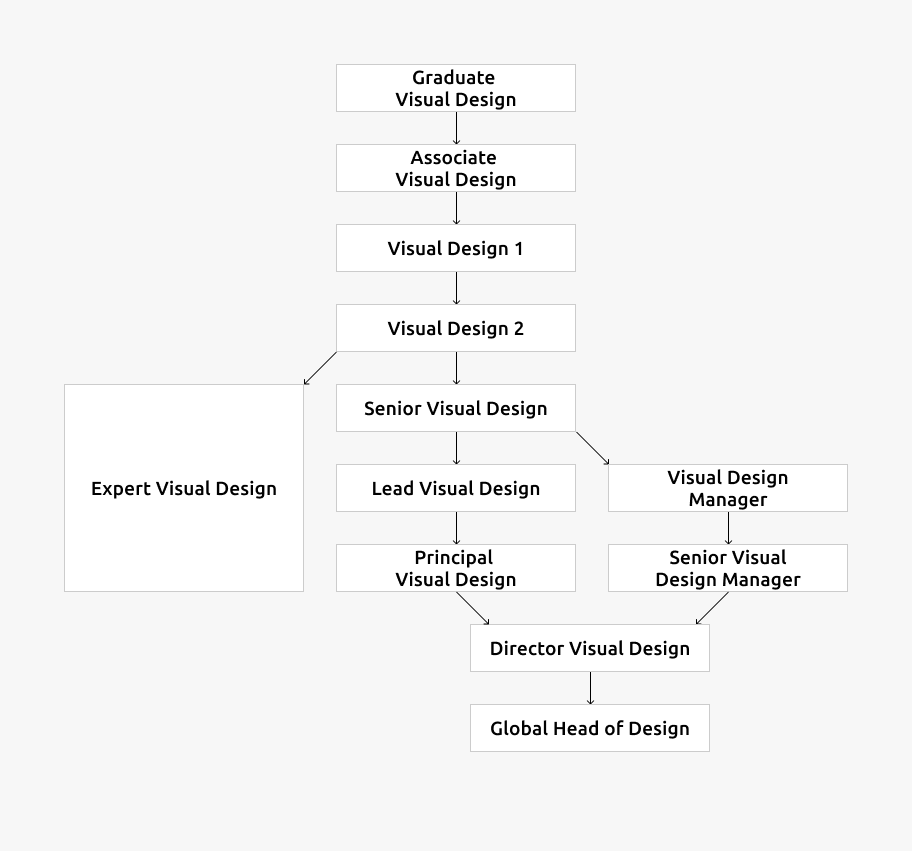 Graduate
Visual Design
Associate
Visual Design
Visual Design 1
Visual Design 2
Expert Visual Design
Senior Visual Design
Lead Visual Design
Visual Design
Manager
Principal
Visual Design
Senior Visual
Design Manager
Director Visual Design
Global Head of Design